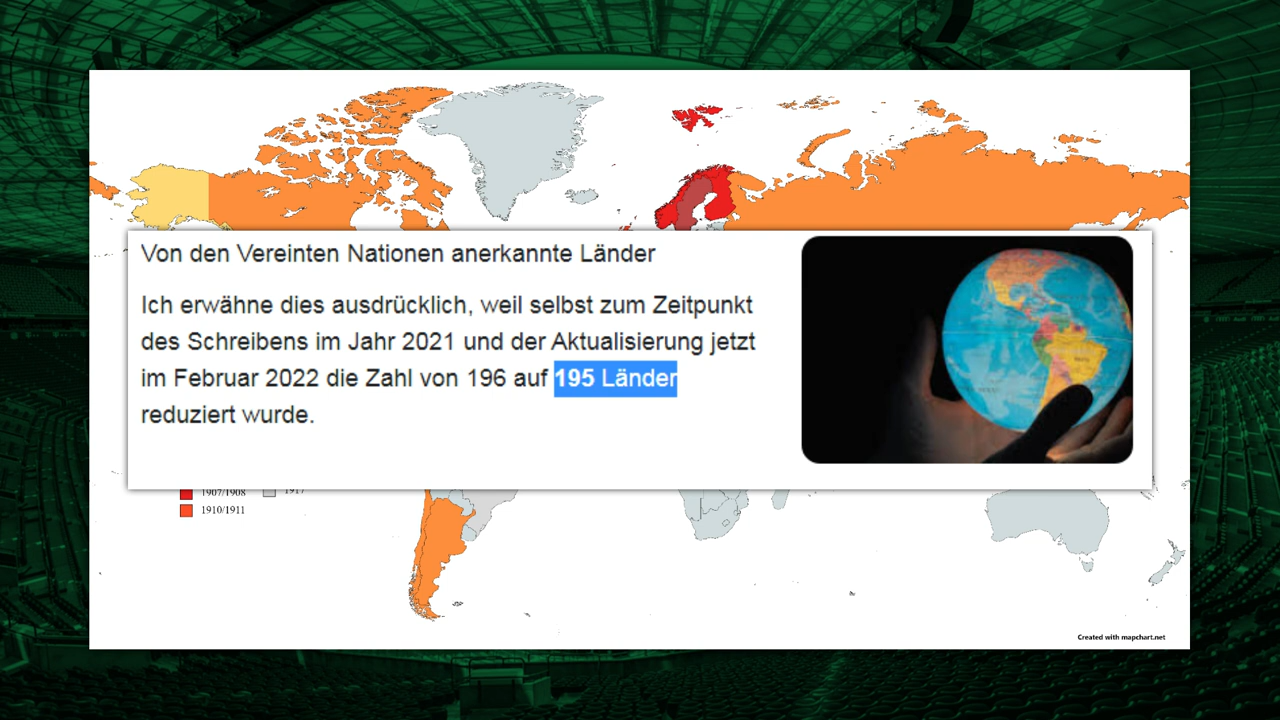 Von den Vereinten Nationen anerkannte Länder
Ich erwähne dies ausdrücklich, weil selbst zum Zeitpunkt
des Schreibens im Jahr 2021 und der Aktualisierung jetzt
im Februar 2022 die Zahl von 196 auf 195 Länder
reduziert wurde.
1907/1908
1917
1910/1911
Created with mapchart.net